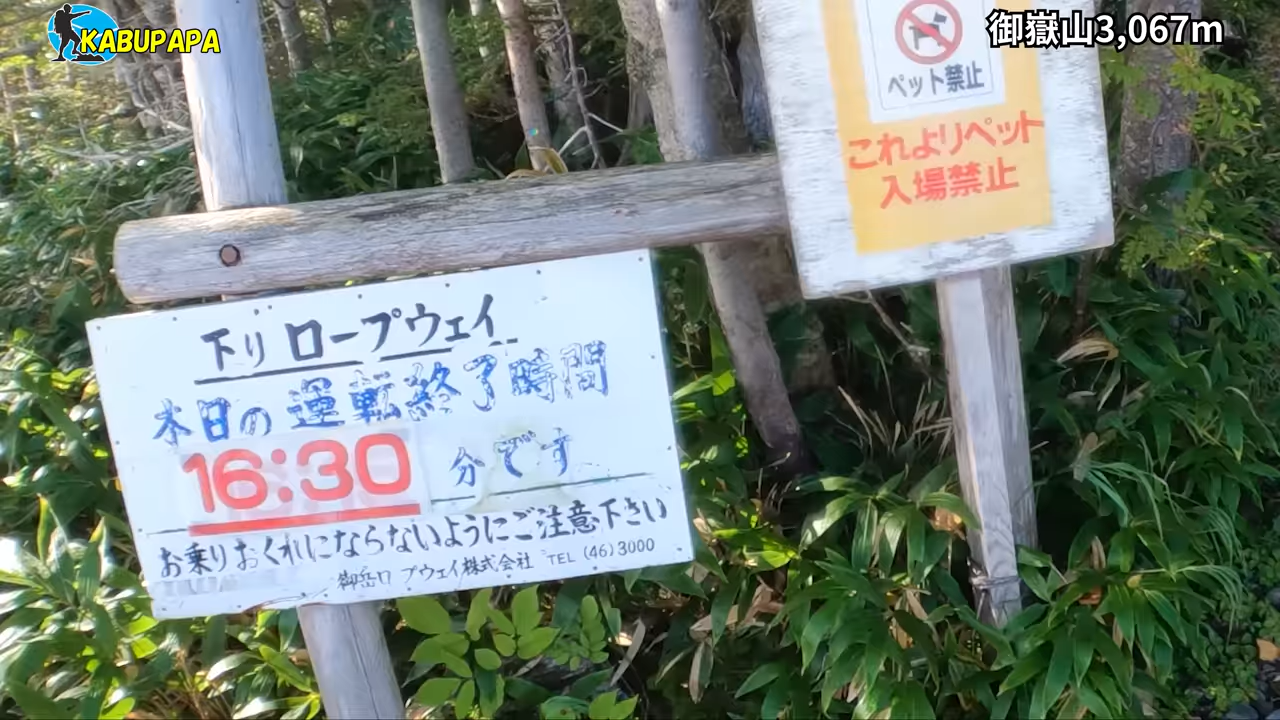 KABUPAPA
御嶽山3,067m
ペット禁止
これよりペット
入場禁止
下り ロープウェイ
本日の 運転終了時間
16:30 分です
お乗りおくれにならないようにご注意下さい
御岳ロ プウェイ株式会社 TEL (46)3000